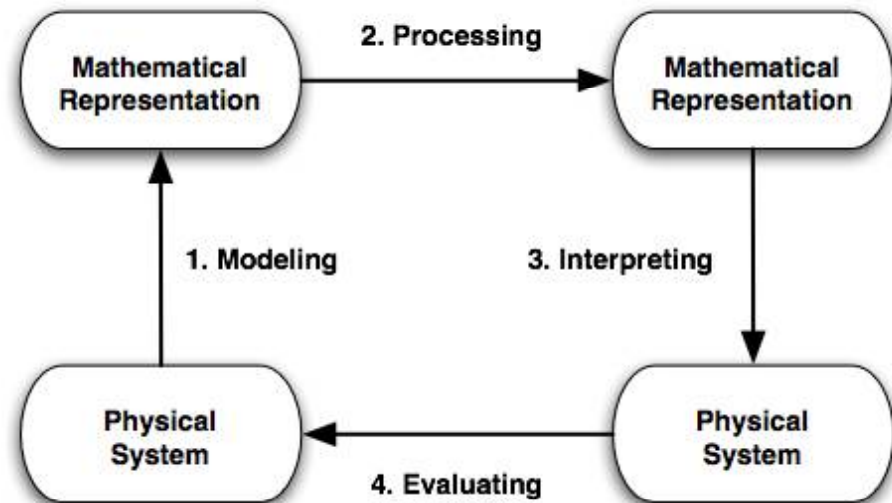 2. Processing
Mathematical
Representation
Mathematical
Representation
1. Modeling
3. Interpreting
Physical
System
Physical
System
4. Evaluating